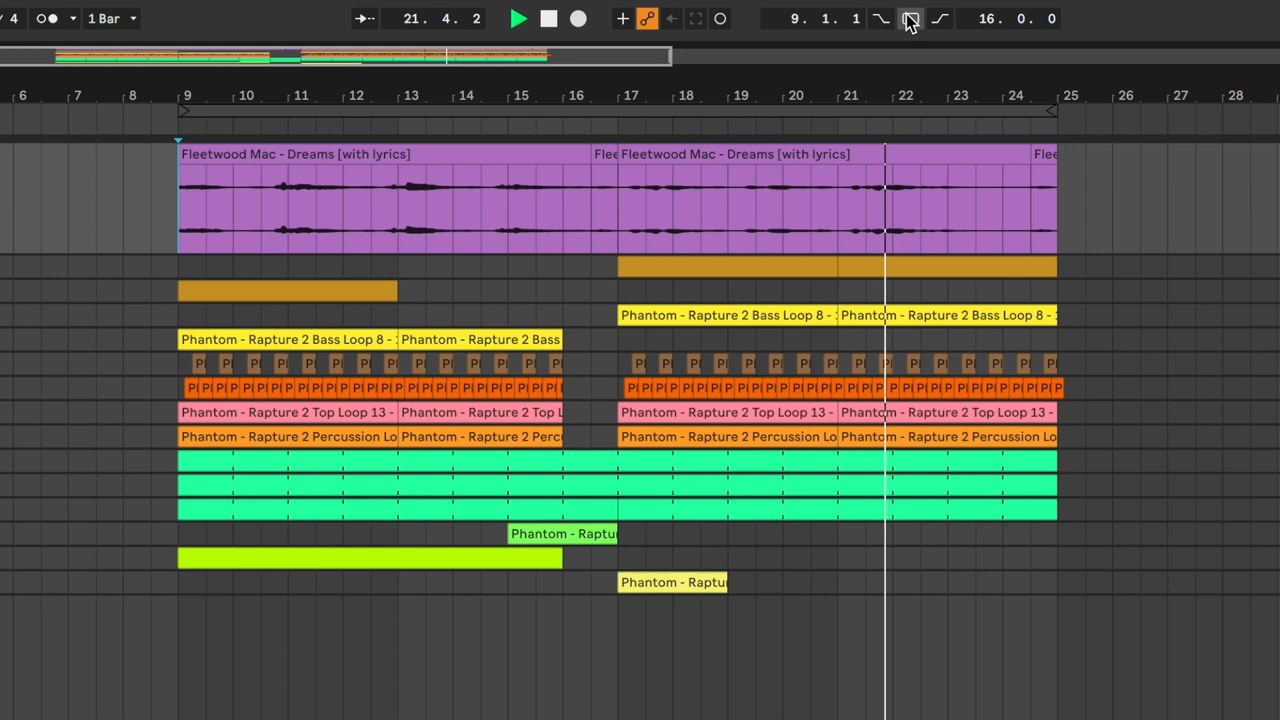 / 4 1 Bar 21. 4. 2 9. 1. 1 16. 0. 0
6 7 8 9 10 11 12 13 14 15 16 17 18 19 20 21 22 23 24 25 26 27 28
Fleetwood Mac - Dreams [with lyrics] Flee Fleetwood Mac - Dreams [with lyrics] Flee
Phantom - Rapture 2 Bass Loop 8 - Phantom - Rapture 2 Bass Loop 8 -
Phantom - Rapture 2 Bass Loop 8 - Phantom - Rapture 2 Bass
Phantom - Rapture 2 Top Loop 13 - Phantom - Rapture 2 Top L Phantom - Rapture 2 Top Loop 13 - Phantom - Rapture 2 Top Loop 13 -
Phantom - Rapture 2 Percussion Lo Phantom - Rapture 2 Perc Phantom - Rapture 2 Percussion Lo Phantom - Rapture 2 Percussion Lo
Phantom - Raptu
Phantom - Raptu